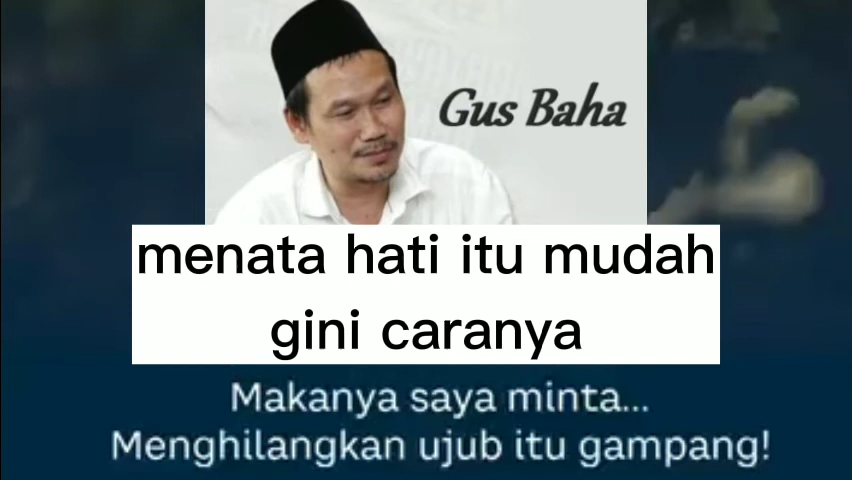 Gus Baha
menata hati itu mudah
gini caranya
Makanya saya minta...
Menghilangkan ujub itu gampang!